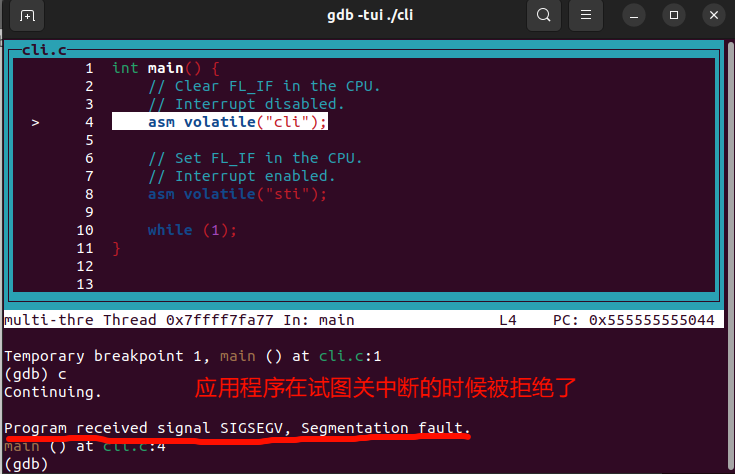 gdb -tui ./cli
cli.c
1 int main() {
2 // Clear FL_IF in the CPU.
3 // Interrupt disabled.
> 4 asm volatile("cli");
5
6 // Set FL_IF in the CPU.
7 // Interrupt enabled.
8 asm volatile("sti");
9
10 while (1);
11 }
12
13
multi-thre Thread 0x7ffff7fa77 In: main L4 PC: 0x555555555044
Temporary breakpoint 1, main () at cli.c:1
(gdb) c
Continuing.
应用程序在试图关中断的时候被拒绝了
Program received signal SIGSEGV, Segmentation fault.
main () at cli.c:4
(gdb)